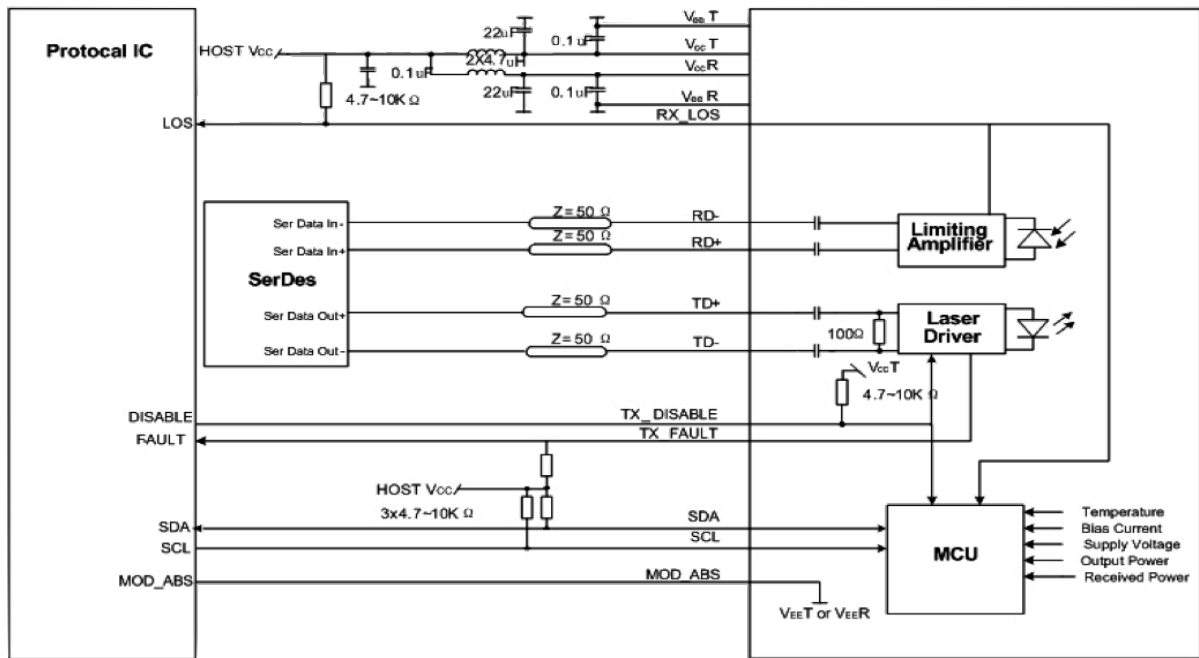 Protocal IC
HOST Vcc
22uF
0.1uF
VeeT
VccT
2X4.7uH
0.1uF
VccR
22uF
0.1uF
VeeR
4.7~10K Ω
LOS
RX_LOS
Z=50 Ω
RD-
Ser Data In-
Z=50 Ω
RD+
Ser Data In+
Limiting
Amplifier
SerDes
Z=50 Ω
TD+
Ser Data Out+
Laser
Driver
100Ω
Z=50 Ω
TD-
Ser Data Out-
VccT
4.7~10K Ω
DISABLE
TX_DISABLE
FAULT
TX_FAULT
HOST Vcc
3x4.7~10K Ω
SDA
SDA
SCL
SCL
MOD_ABS
MOD_ABS
VEET or VEER
MCU
Temperature
Bias Current
Supply Voltage
Output Power
Received Power